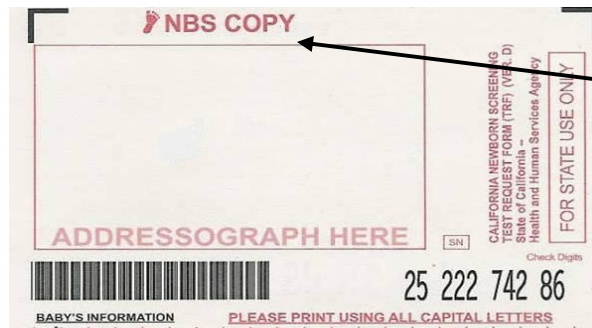 NBS COPY
CALIFORNIA NEWBORN SCREENING
TEST REQUEST FORM (TRF) (VER. D)
State of California –
Health and Human Services Agency
FOR STATE USE ONLY
ADDRESSOGRAPH HERE
SN
Check Digits
25 222 742 86
BABY'S INFORMATION
PLEASE PRINT USING ALL CAPITAL LETTERS